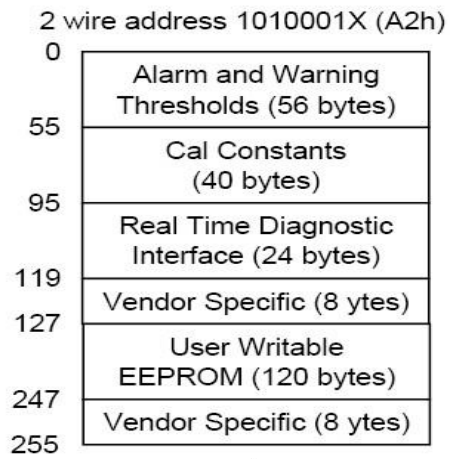 2 wire address 1010001X (A2h)
0
Alarm and Warning
Thresholds (56 bytes)
55
Cal Constants
(40 bytes)
95
Real Time Diagnostic
Interface (24 bytes)
119
Vendor Specific (8 ytes)
127
User Writable
EEPROM (120 bytes)
247
Vendor Specific (8 ytes)
255